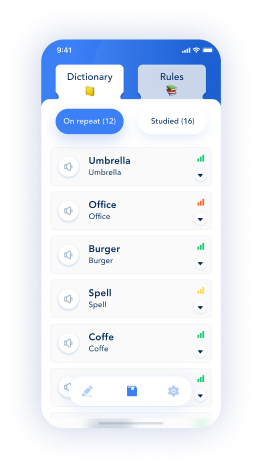 9:41
Dictionary Rules
On repeat (12) Studied (16)
Umbrella
Umbrella
Office
Office
Burger
Burger
Spell
Spell
Coffe
Coffe